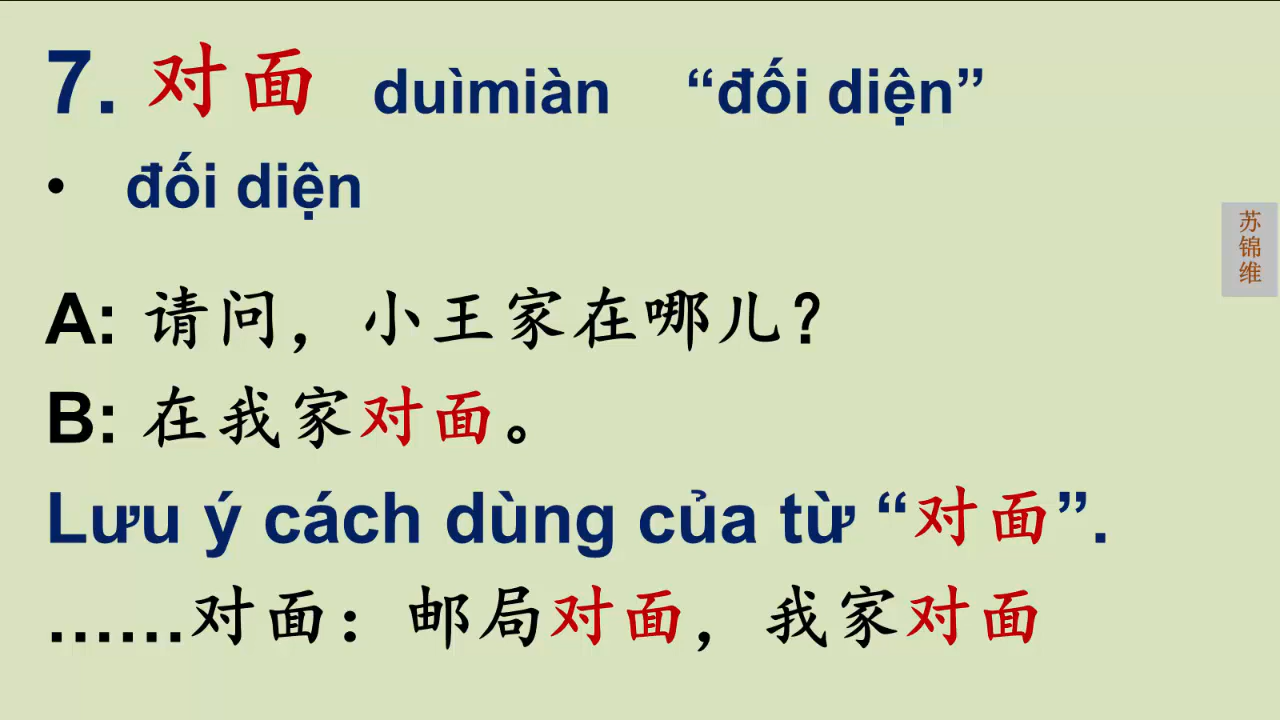 7. 对面 duìmiàn “đối diện”
• đối diện
苏
锦
维
A: 请问，小王家在哪儿？
B: 在我家对面。
Lưu ý cách dùng của từ “对面”.
……对面：邮局对面，我家对面